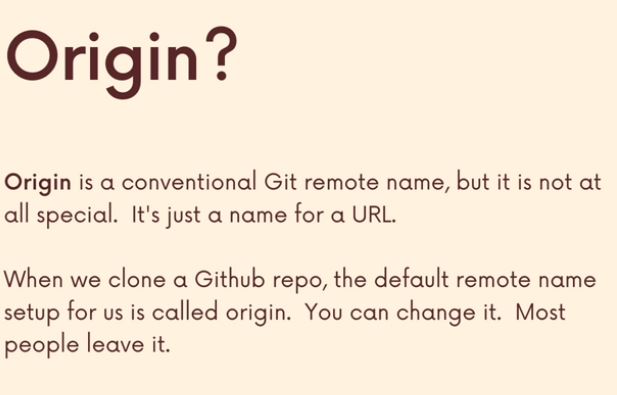 Origin?
Origin is a conventional Git remote name, but it is not at
all special.  It's just a name for a URL.
When we clone a Github repo, the default remote name
setup for us is called origin.  You can change it.  Most
people leave it.